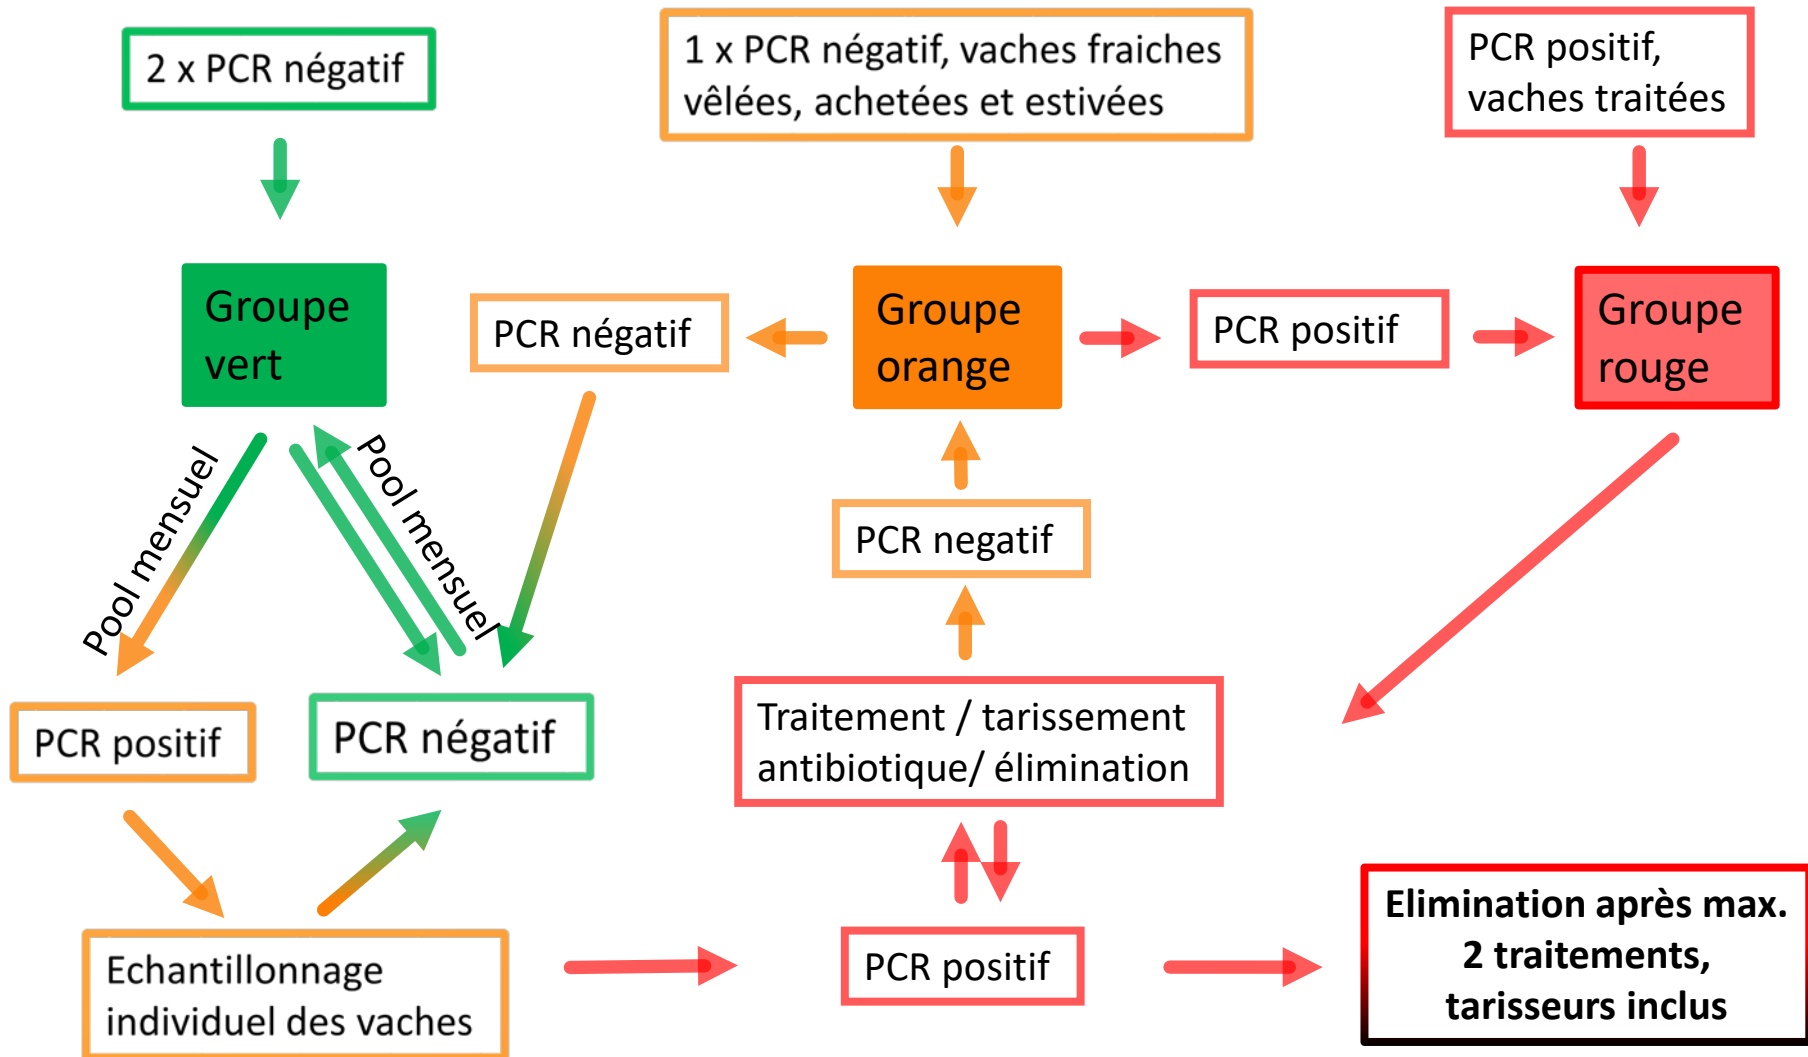 2 x PCR négatif
1 x PCR négatif, vaches fraiches
vêlées, achetées et estivées
PCR positif,
vaches traitées
Groupe
vert
PCR négatif
Groupe
orange
PCR positif
Groupe
rouge
Pool mensuel
Pool mensuel
PCR negatif
PCR positif
PCR négatif
Traitement / tarissement
antibiotique/ élimination
Echantillonnage
individuel des vaches
PCR positif
Elimination après max.
2 traitements,
tarisseurs inclus